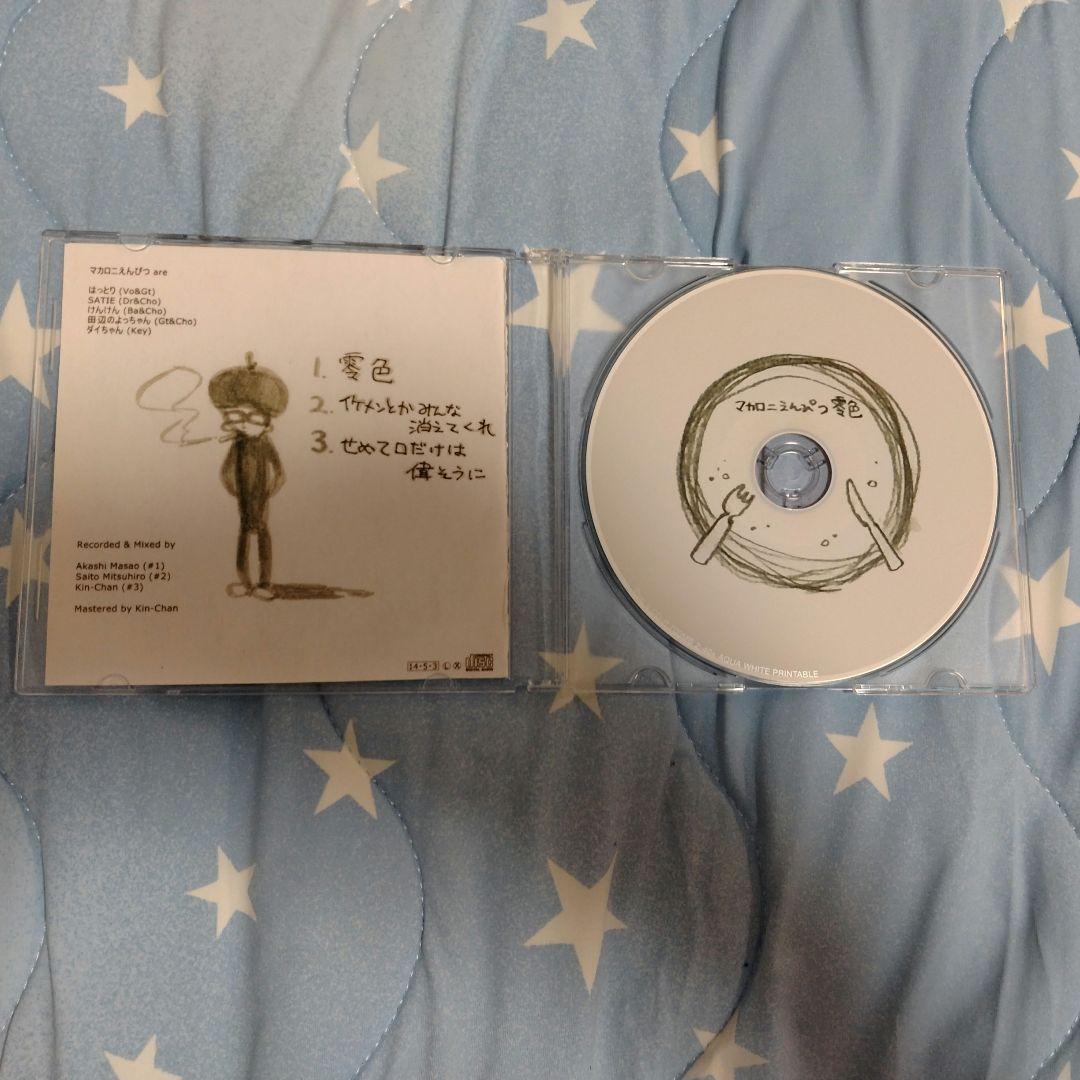 マカロニえんぴつ are
はっとり (Vo&Gt)
SATIE (Dr&Cho)
けんけん (Ba&Cho)
田辺のよっちゃん (Gt&Cho)
ダイちゃん (Key)
1. 零色
2. イケメンとかみんな
消えてくれ
3. せめて口だけは
偉そうに
Recorded & Mixed by
Akashi Masao (#1)
Saito Mitsuhiro (#2)
Kin-Chan (#3)
Mastered by Kin-Chan
14・5・3 L X
マカロニえんぴつ 零色
AQUA WHITE PRINTABLE